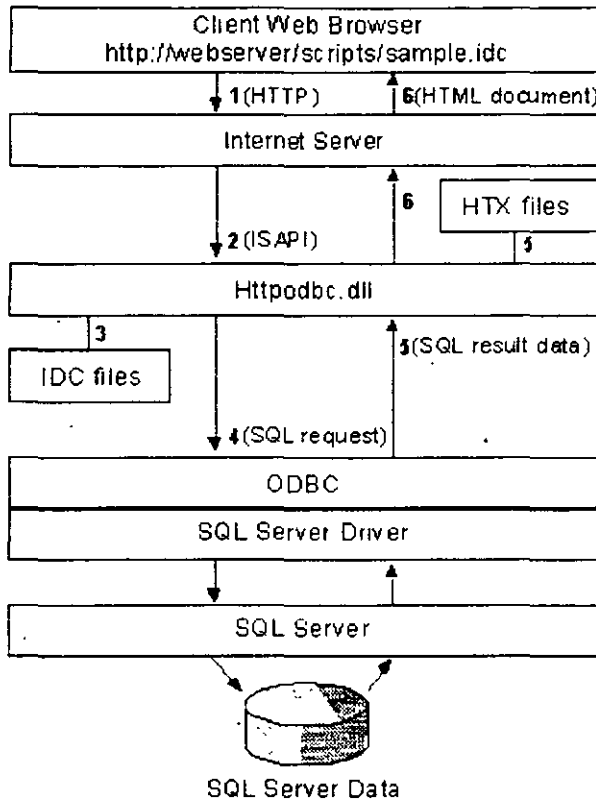 Client Web Browser
http://webserver/scripts/sample.idc
1 (HTTP)
6 (HTML document)
Internet Server
6
HTX files
2 (ISAPI)
5
Httpodbc.dll
3
5 (SQL result data)
IDC files
4 (SQL request)
ODBC
SQL Server Driver
SQL Server
SQL Server Data